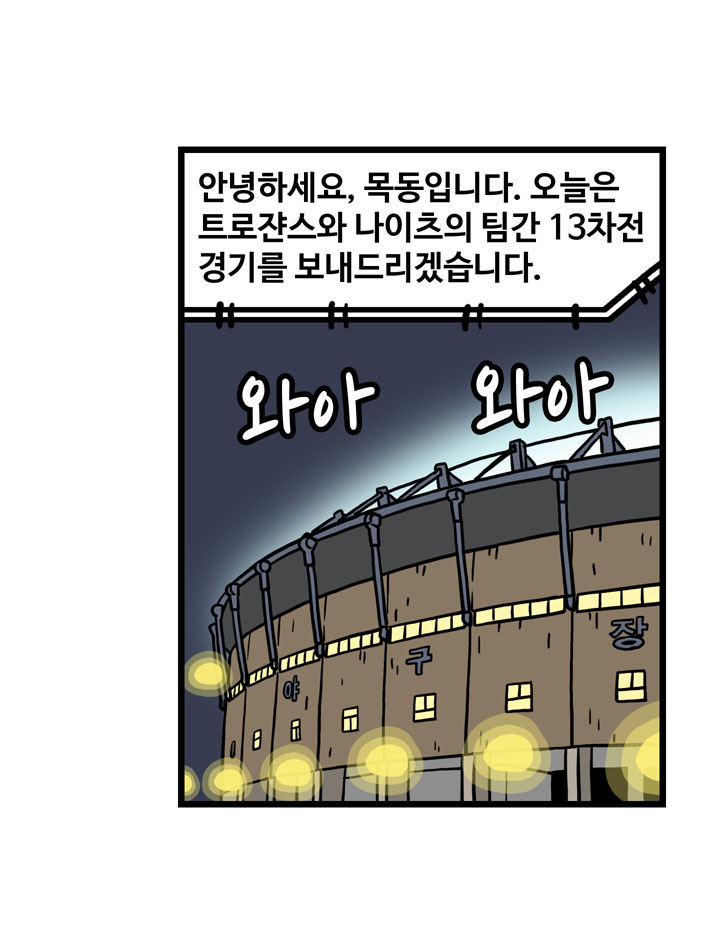 안녕하세요, 목동입니다. 오늘은
트로쟌스와 나이츠의 팀간 13차전
경기를 보내드리겠습니다.
와아 와아
야구장